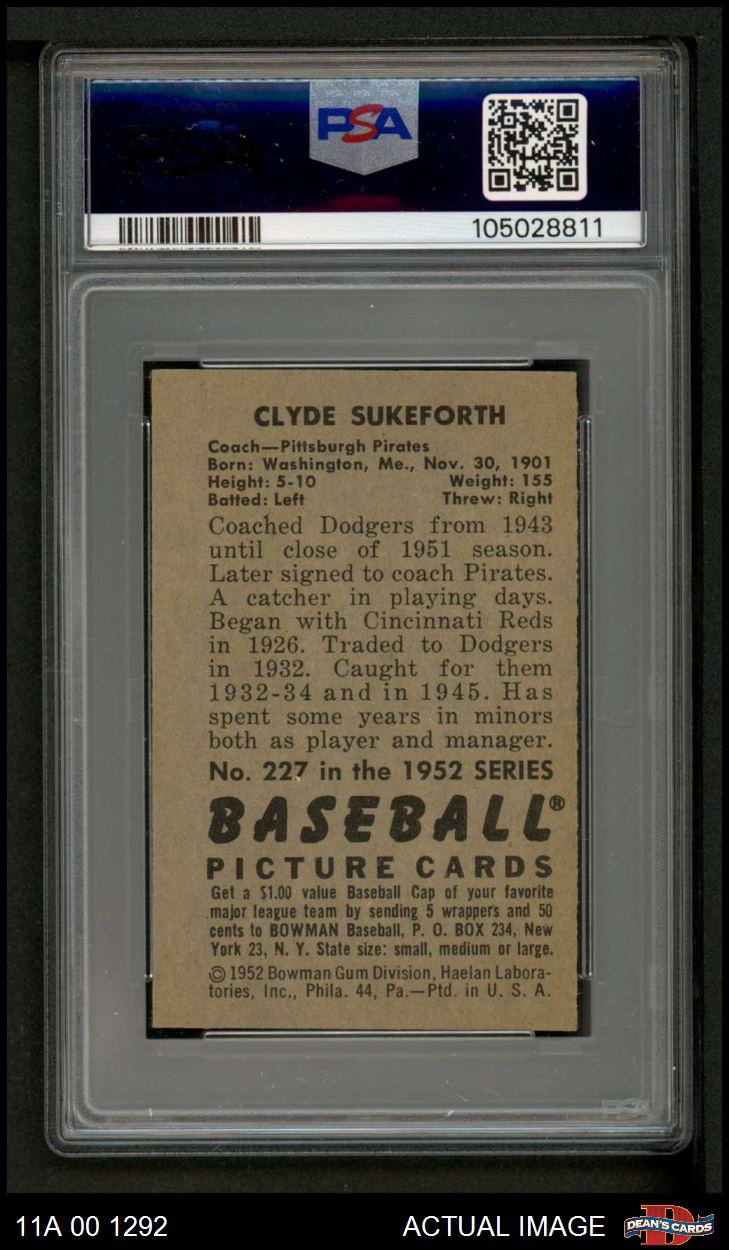 PSA
105028811
CLYDE SUKEFORTH
Coach—Pittsburgh Pirates
Born: Washington, Me., Nov. 30, 1901
Height: 5-10 Weight: 155
Batted: Left Threw: Right
Coached Dodgers from 1943
until close of 1951 season.
Later signed to coach Pirates.
A catcher in playing days.
Began with Cincinnati Reds
in 1926. Traded to Dodgers
in 1932. Caught for them
1932-34 and in 1945. Has
spent some years in minors
both as player and manager.
No. 227 in the 1952 SERIES
BASEBALL®
PICTURE CARDS
Get a $1.00 value Baseball Cap of your favorite
major league team by sending 5 wrappers and 50
cents to BOWMAN Baseball, P. O. BOX 234, New
York 23, N. Y. State size: small, medium or large.
© 1952 Bowman Gum Division, Haelan Labora-
tories, Inc., Phila. 44, Pa.—Ptd. in U. S. A.
PSA
11A 00 1292 ACTUAL IMAGE DEAN'S CARDS